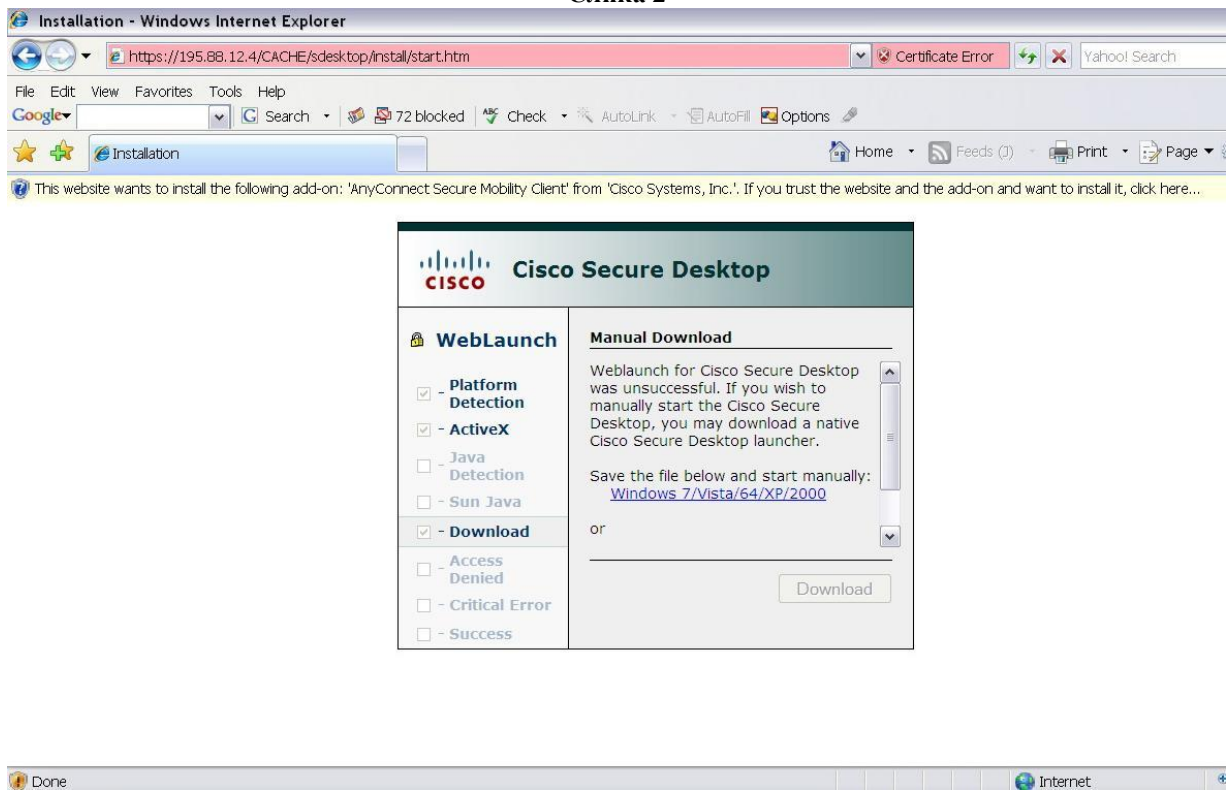 Слика 2
Installation - Windows Internet Explorer
https://195.88.12.4/CACHE/sdesktop/install/start.htm Certificate Error Yahoo! Search
File Edit View Favorites Tools Help
Google Search 72 blocked Check AutoLink AutoFill Options
Installation Home Feeds (J) Print Page
This website wants to install the following add-on: 'AnyConnect Secure Mobility Client' from 'Cisco Systems, Inc.'. If you trust the website and the add-on and want to install it, click here...
CISCO Cisco Secure Desktop
WebLaunch
- Platform
Detection
- ActiveX
- Java
Detection
- Sun Java
- Download
- Access
Denied
- Critical Error
- Success
Manual Download
Weblaunch for Cisco Secure Desktop
was unsuccessful. If you wish to
manually start the Cisco Secure
Desktop, you may download a native
Cisco Secure Desktop launcher.
Save the file below and start manually:
Windows 7/Vista/64/XP/2000
or
Download
Done Internet